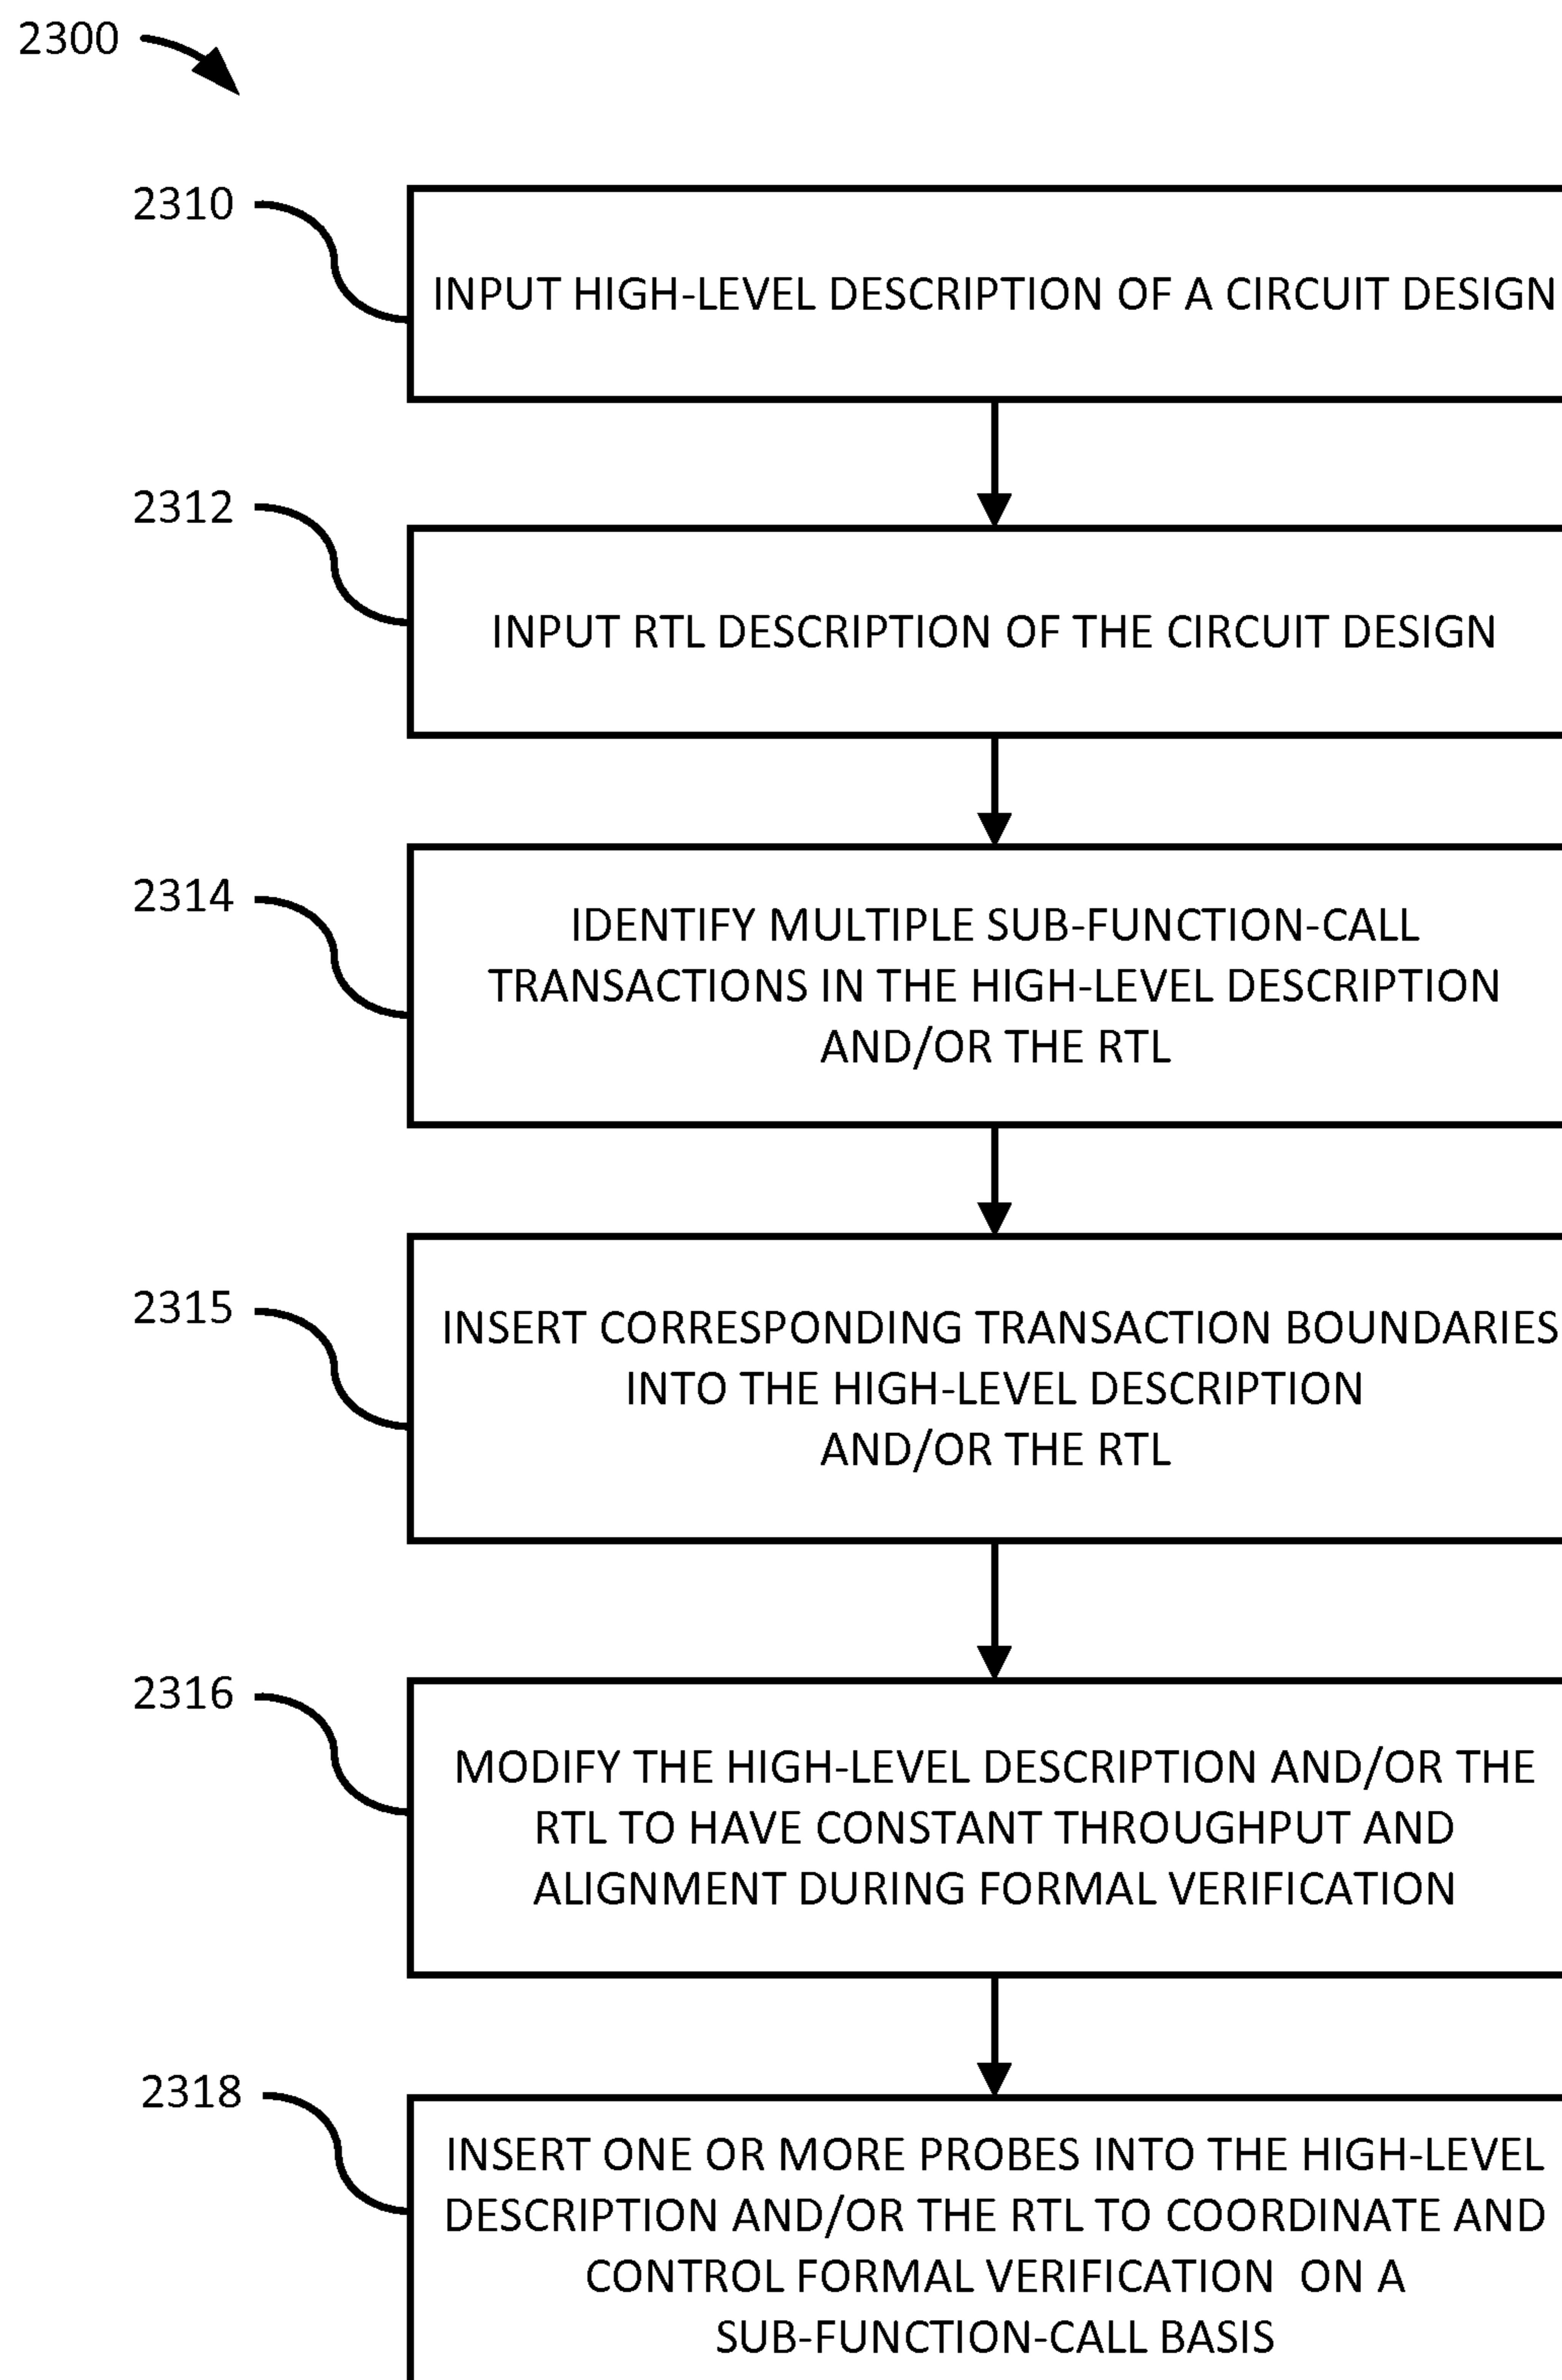 2300
2310
INPUT HIGH-LEVEL DESCRIPTION OF A CIRCUIT DESIGN
2312
INPUT RTL DESCRIPTION OF THE CIRCUIT DESIGN
2314
IDENTIFY MULTIPLE SUB-FUNCTION-CALL
TRANSACTIONS IN THE HIGH-LEVEL DESCRIPTION
AND/OR THE RTL
2315
INSERT CORRESPONDING TRANSACTION BOUNDARIES
INTO THE HIGH-LEVEL DESCRIPTION
AND/OR THE RTL
2316
MODIFY THE HIGH-LEVEL DESCRIPTION AND/OR THE
RTL TO HAVE CONSTANT THROUGHPUT AND
ALIGNMENT DURING FORMAL VERIFICATION
2318
INSERT ONE OR MORE PROBES INTO THE HIGH-LEVEL
DESCRIPTION AND/OR THE RTL TO COORDINATE AND
CONTROL FORMAL VERIFICATION ON A
SUB-FUNCTION-CALL BASIS